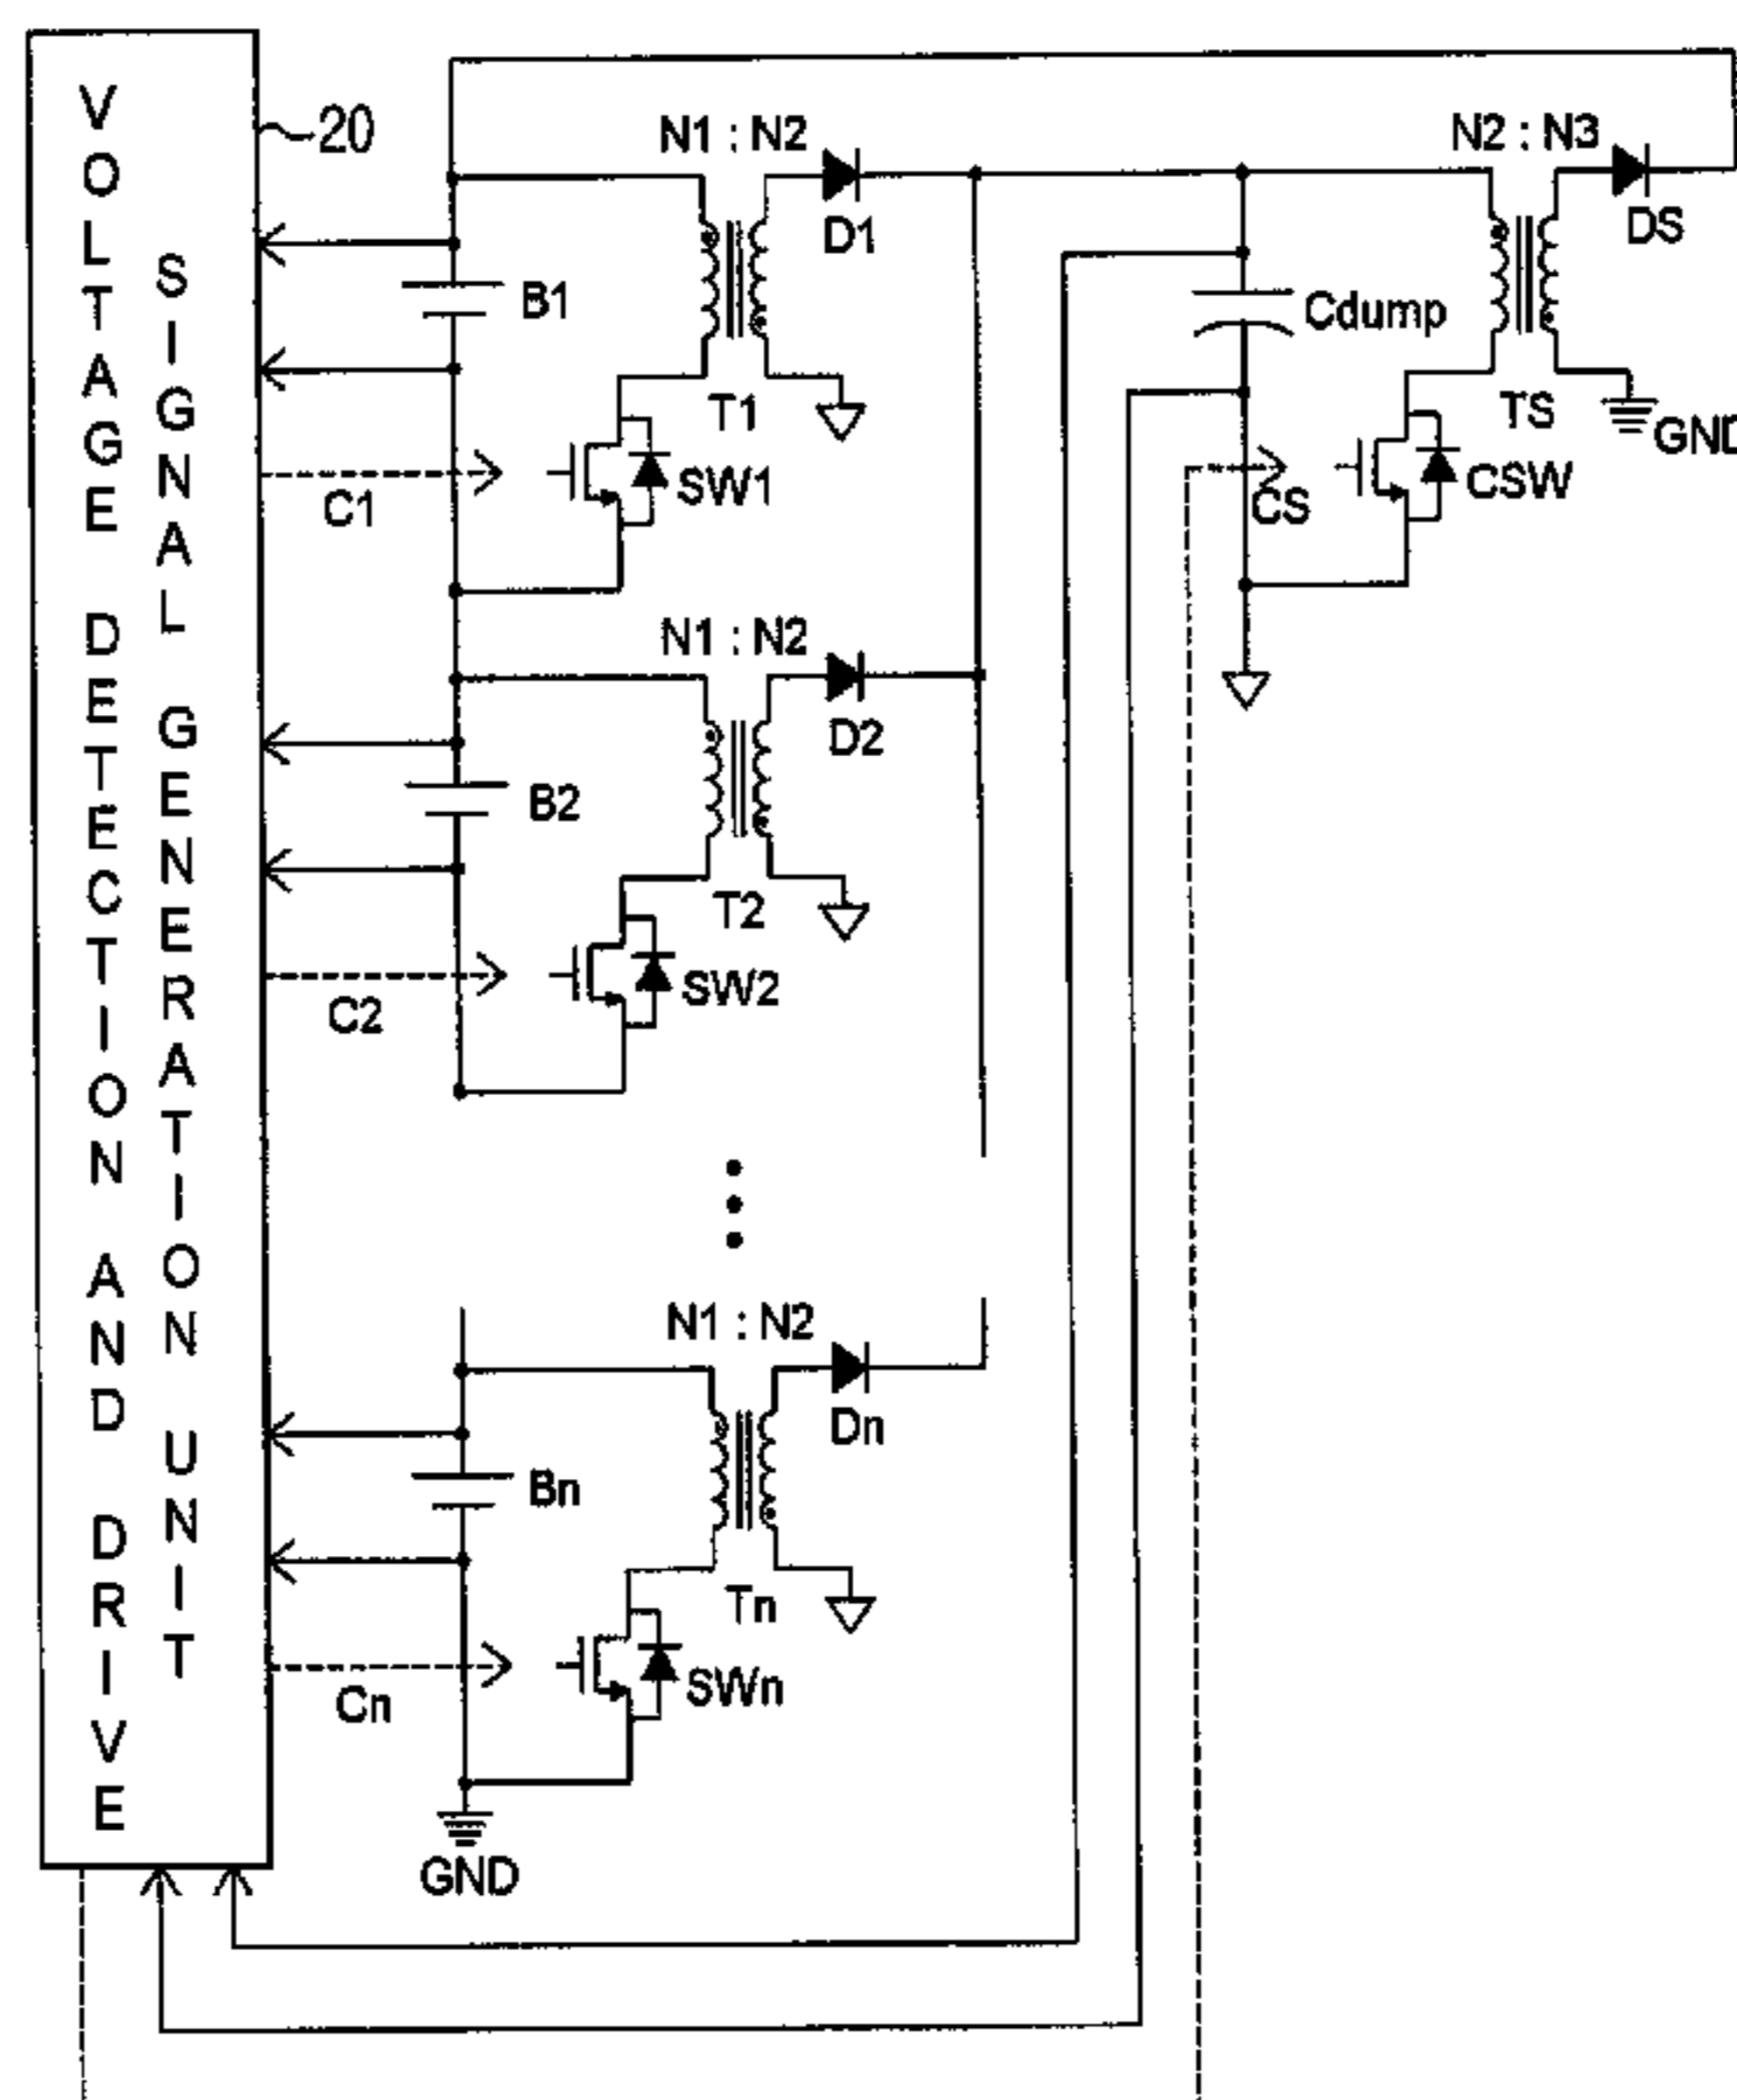 VOLTAGE DETECTION AND DRIVE
SIGNAL GENERATION UNIT
20
N1 : N2
D1
B1
T1
SW1
C1
N2 : N3
DS
Cdump
TS
GND
CSW
CS
N1 : N2
D2
B2
T2
SW2
C2
N1 : N2
Dn
Bn
Tn
SWn
Cn
GND